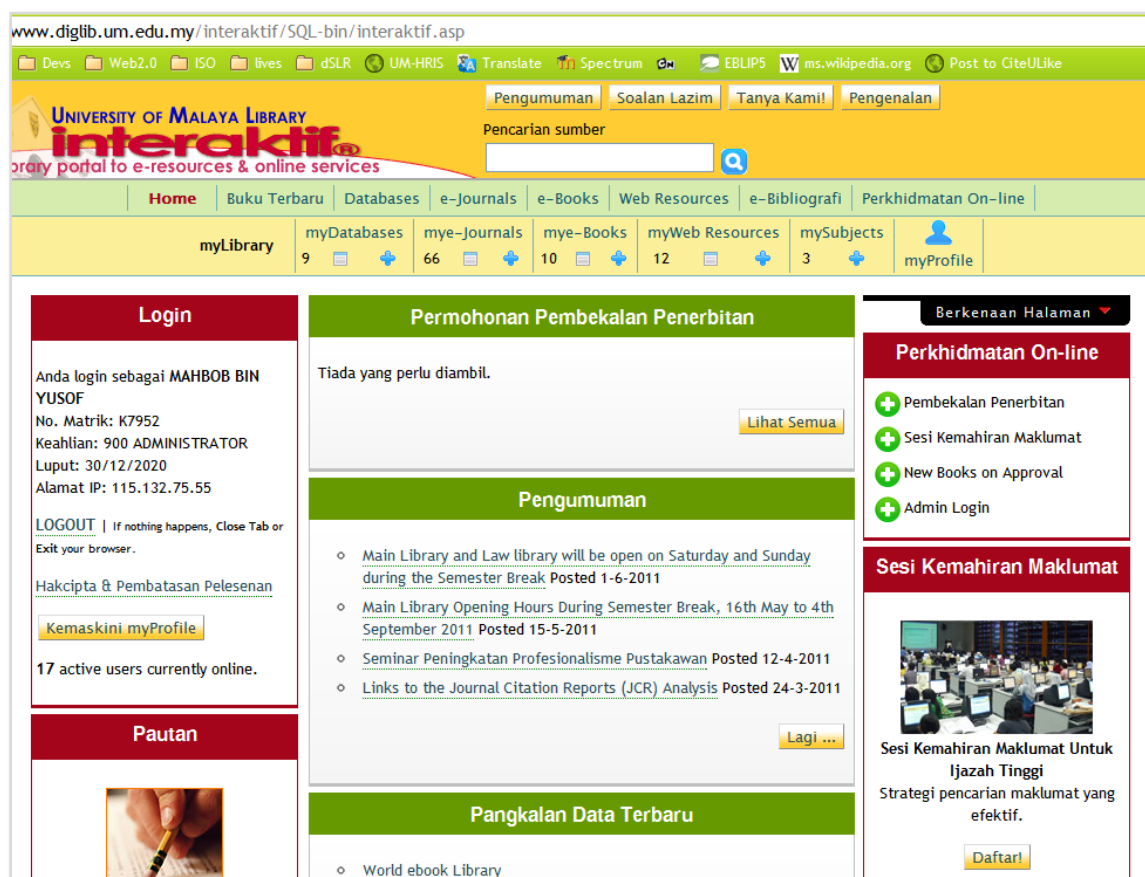 www.diglib.um.edu.my/interaktif/SQL-bin/interaktif.asp
Devs Web2.0 ISO lives dSLR UM-HRIS Translate Spectrum EBLIP5 ms.wikipedia.org Post to CiteULike
Pengumuman Soalan Lazim Tanya Kami! Pengenalan
UNIVERSITY OF MALAYA LIBRARY
interaktif®
portal to e-resources & online services
Pencarian sumber
Home Buku Terbaru Databases e-Journals e-Books Web Resources e-Bibliografi Perkhidmatan On-line
myLibrary
myDatabases mye-Journals mye-Books myWeb Resources mySubjects
9 66 10 12 3 myProfile
Login
Anda login sebagai MAHBOB BIN
YUSOF
No. Matrik: K7952
Keahlian: 900 ADMINISTRATOR
Luput: 30/12/2020
Alamat IP: 115.132.75.55
LOGOUT | If nothing happens, Close Tab or
Exit your browser.
Hakcipta & Pembatasan Pelesenan
Kemaskini myProfile
17 active users currently online.
Pautan
Permohonan Pembekalan Penerbitan
Tiada yang perlu diambil.
Lihat Semua
Pengumuman
Main Library and Law library will be open on Saturday and Sunday
during the Semester Break Posted 1-6-2011
Main Library Opening Hours During Semester Break, 16th May to 4th
September 2011 Posted 15-5-2011
Seminar Peningkatan Profesionalisme Pustakawan Posted 12-4-2011
Links to the Journal Citation Reports (JCR) Analysis Posted 24-3-2011
Lagi ...
Pangkalan Data Terbaru
World ebook Library
Berkenaan Halaman
Perkhidmatan On-line
Pembekalan Penerbitan
Sesi Kemahiran Maklumat
New Books on Approval
Admin Login
Sesi Kemahiran Maklumat
Sesi Kemahiran Maklumat Untuk
Ijazah Tinggi
Strategi pencarian maklumat yang
efektif.
Daftar!